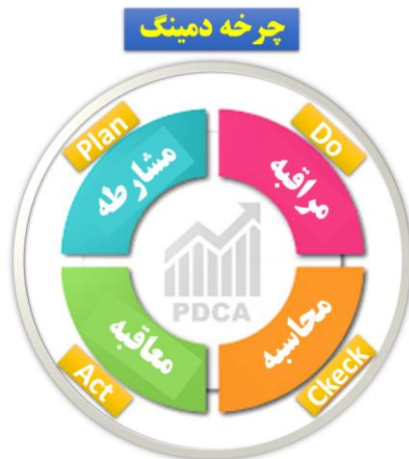 چرخه دمینگ
Plan
مشارطه
Do
مراقبه
PDCA
Act
معاقبه
Ckeck
محاسبه